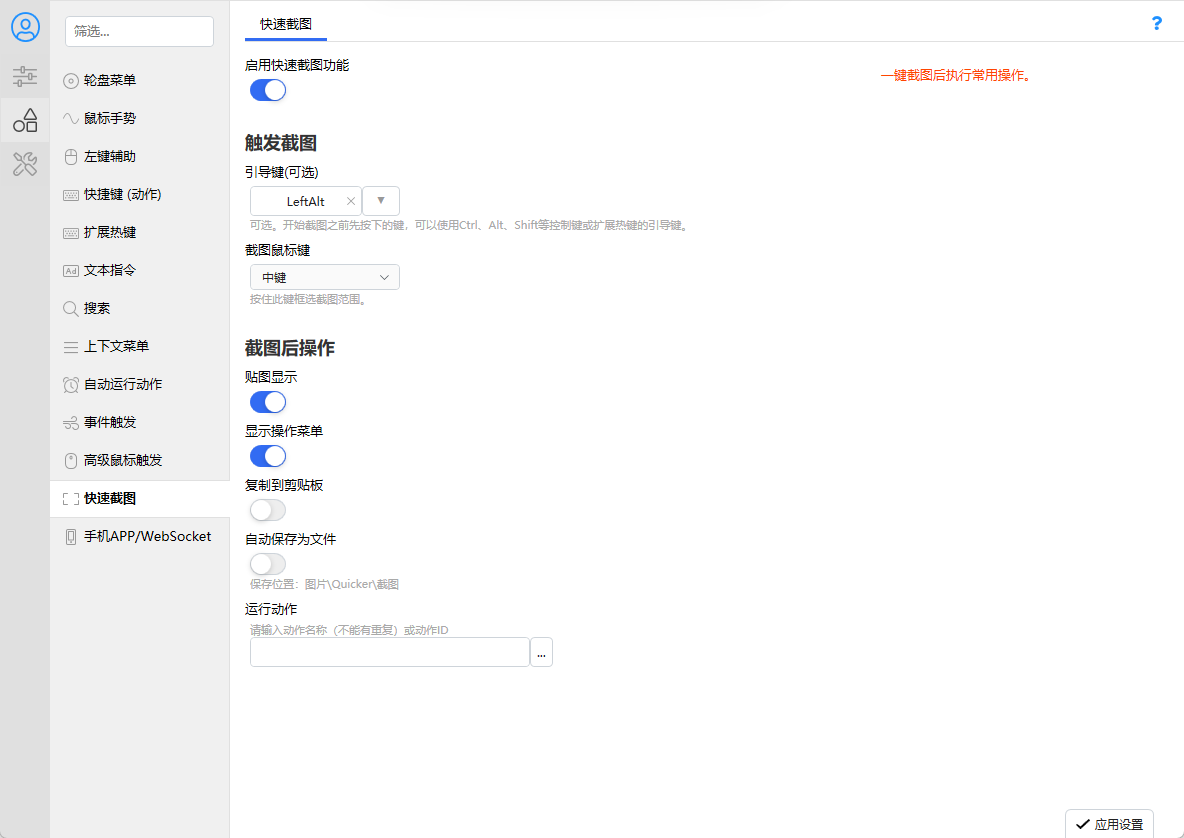 筛选...
轮盘菜单
鼠标手势
左键辅助
快捷键 (动作)
扩展热键
Ad 文本指令
搜索
上下文菜单
自动运行动作
事件触发
高级鼠标触发
快速截图
手机APP/WebSocket
快速截图
?
启用快速截图功能
一键截图后执行常用操作。
触发截图
引导键(可选)
LeftAlt × ▼
可选。开始截图之前先按下的键，可以使用Ctrl、Alt、Shift等控制键或扩展热键的引导键。
截图鼠标键
中键
按住此键框选截图范围。
截图后操作
贴图显示
显示操作菜单
复制到剪贴板
自动保存为文件
保存位置：图片\Quicker\截图
运行动作
请输入动作名称（不能有重复）或动作ID
...
应用设置